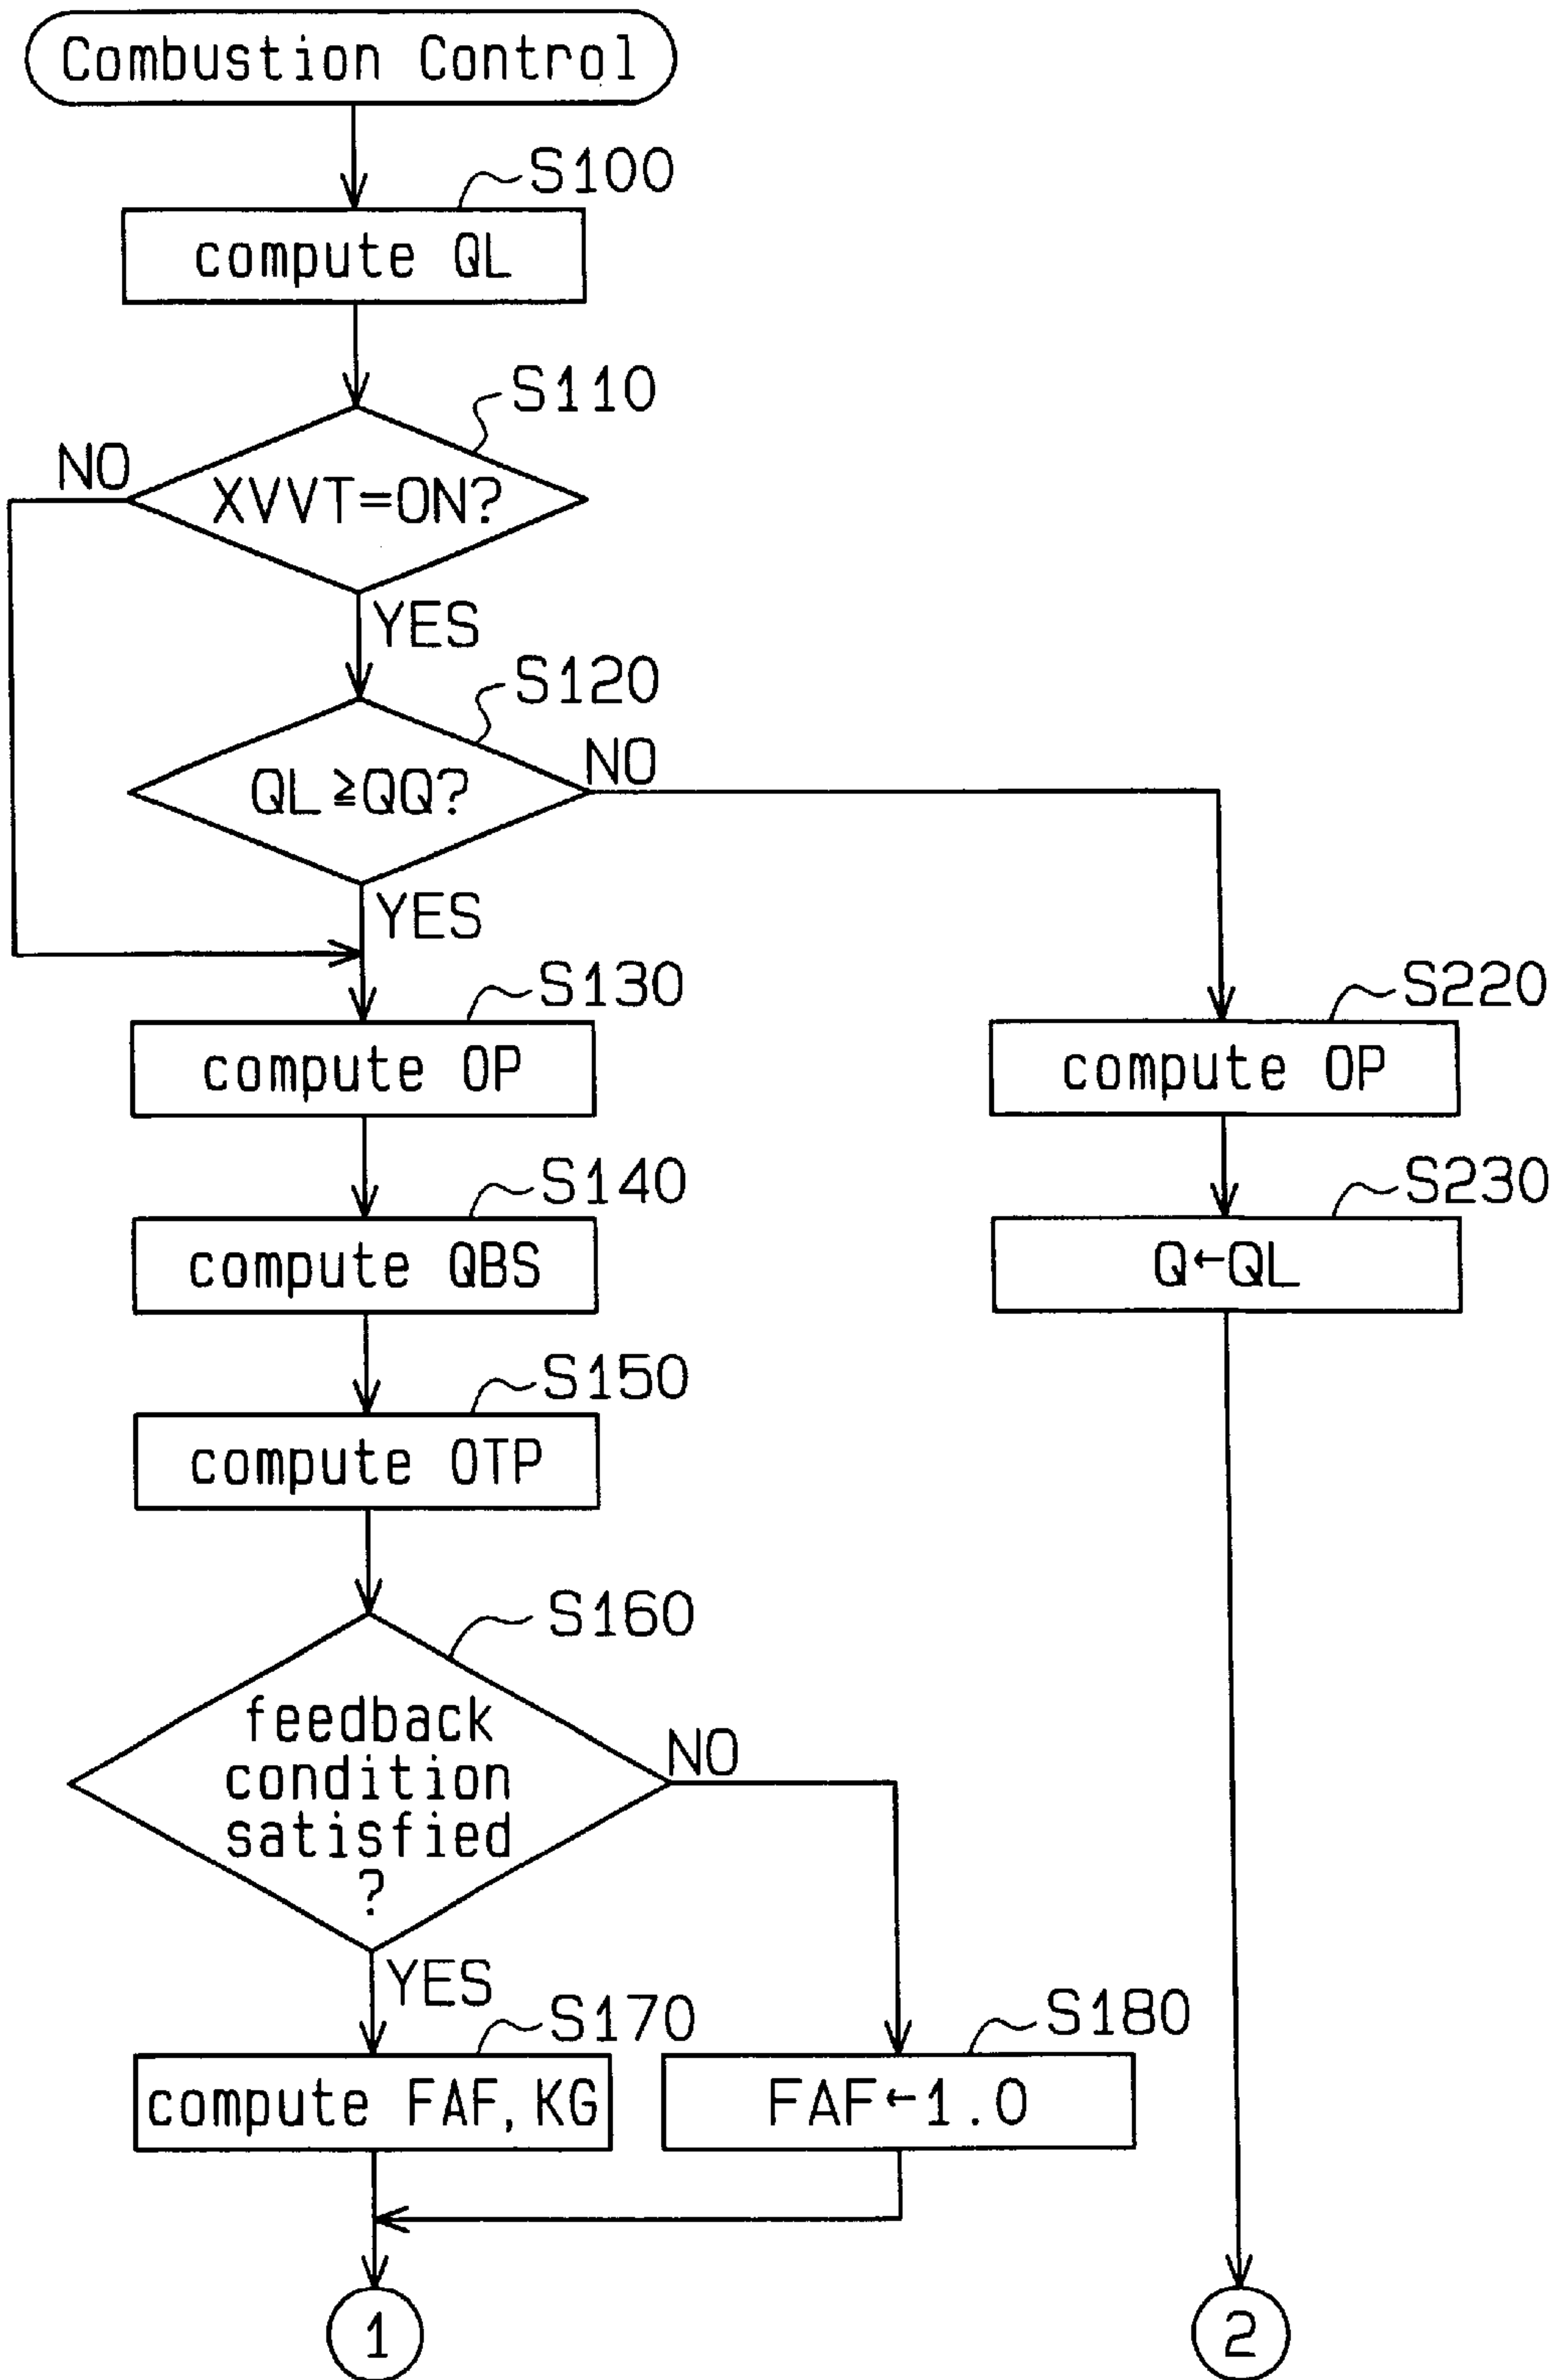 Combustion Control
S100
compute QL
S110
NO
XVVT=ON?
YES
S120
NO
QL≧QQ?
YES
S130
compute OP
S220
compute OP
S140
compute QBS
S230
Q←QL
S150
compute OTP
S160
feedback
condition
satisfied
?
NO
YES
S170
compute FAF, KG
S180
FAF←1.0
1
2